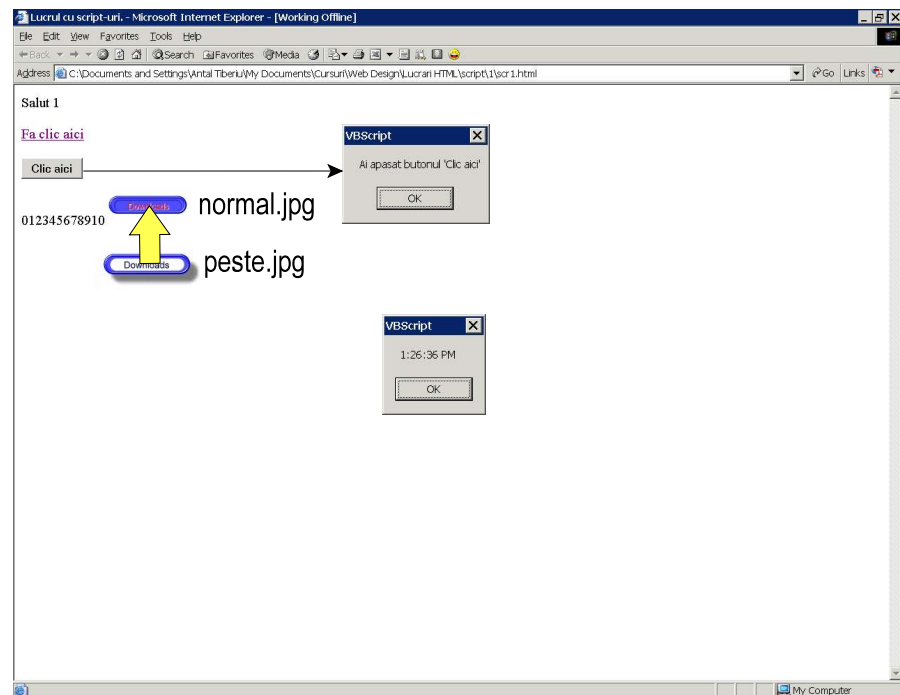 Lucrul cu script-uri. - Microsoft Internet Explorer - [Working Offline]
File Edit View Favorites Tools Help
Back Search Favorites Media
Address C:\Documents and Settings\Antal Tiberiu\My Documents\Cursuri\Web Design\Lucrari HTML\script\1\scr1.html Go Links
Salut 1
Fa clic aici
VBScript
Clic aici
Ai apasat butonul 'Clic aici'
OK
Downloads normal.jpg
012345678910
Downloads peste.jpg
VBScript
1:26:36 PM
OK
My Computer